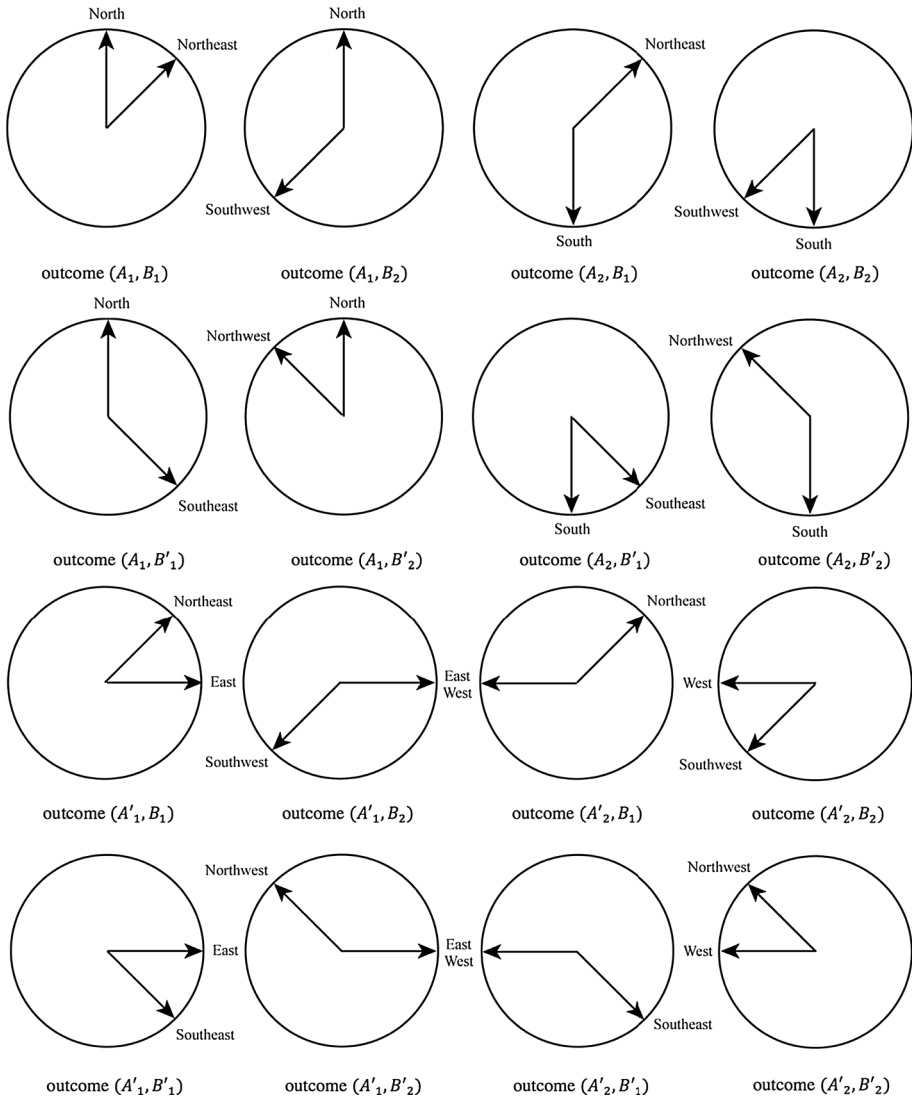 North
Northeast
North
Southwest
Northeast
South
Southwest
South
outcome (A₁, B₁)
outcome (A₁, B₂)
outcome (A₂, B₁)
outcome (A₂, B₂)
North
Southeast
Northwest
North
South
Southeast
Northwest
South
outcome (A₁, B'₁)
outcome (A₁, B'₂)
outcome (A₂, B'₁)
outcome (A₂, B'₂)
Northeast
East
Southwest
East
West
Northeast
West
Southwest
outcome (A'₁, B₁)
outcome (A'₁, B₂)
outcome (A'₂, B₁)
outcome (A'₂, B₂)
East
Southeast
Northwest
East
West
Southeast
Northwest
West
outcome (A'₁, B'₁)
outcome (A'₁, B'₂)
outcome (A'₂, B'₁)
outcome (A'₂, B'₂)